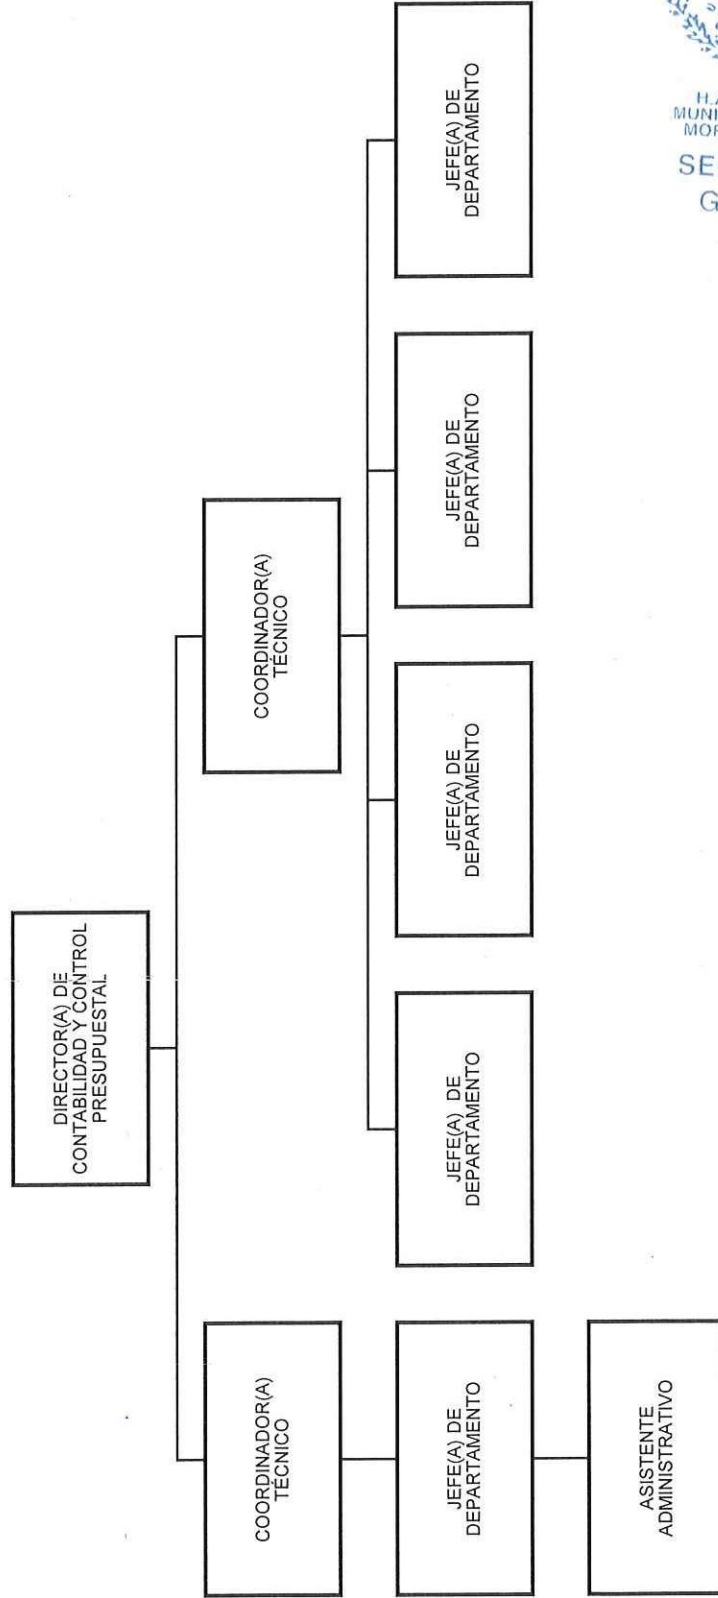 DIRECTOR(A) DE
CONTABILIDAD Y CONTROL
PRESUPUESTAL
COORDINADOR(A)
TÉCNICO
COORDINADOR(A)
TÉCNICO
JEFE(A) DE
DEPARTAMENTO
JEFE(A) DE
DEPARTAMENTO
JEFE(A) DE
DEPARTAMENTO
JEFE(A) DE
DEPARTAMENTO
JEFE(A) DE
DEPARTAMENTO
ASISTENTE
ADMINISTRATIVO